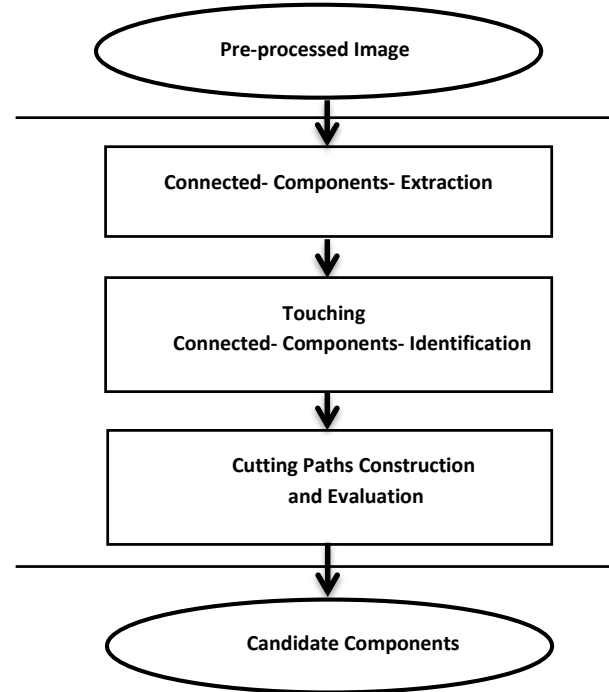 Pre-processed Image
Connected- Components- Extraction
Touching
Connected- Components- Identification
Cutting Paths Construction
and Evaluation
Candidate Components